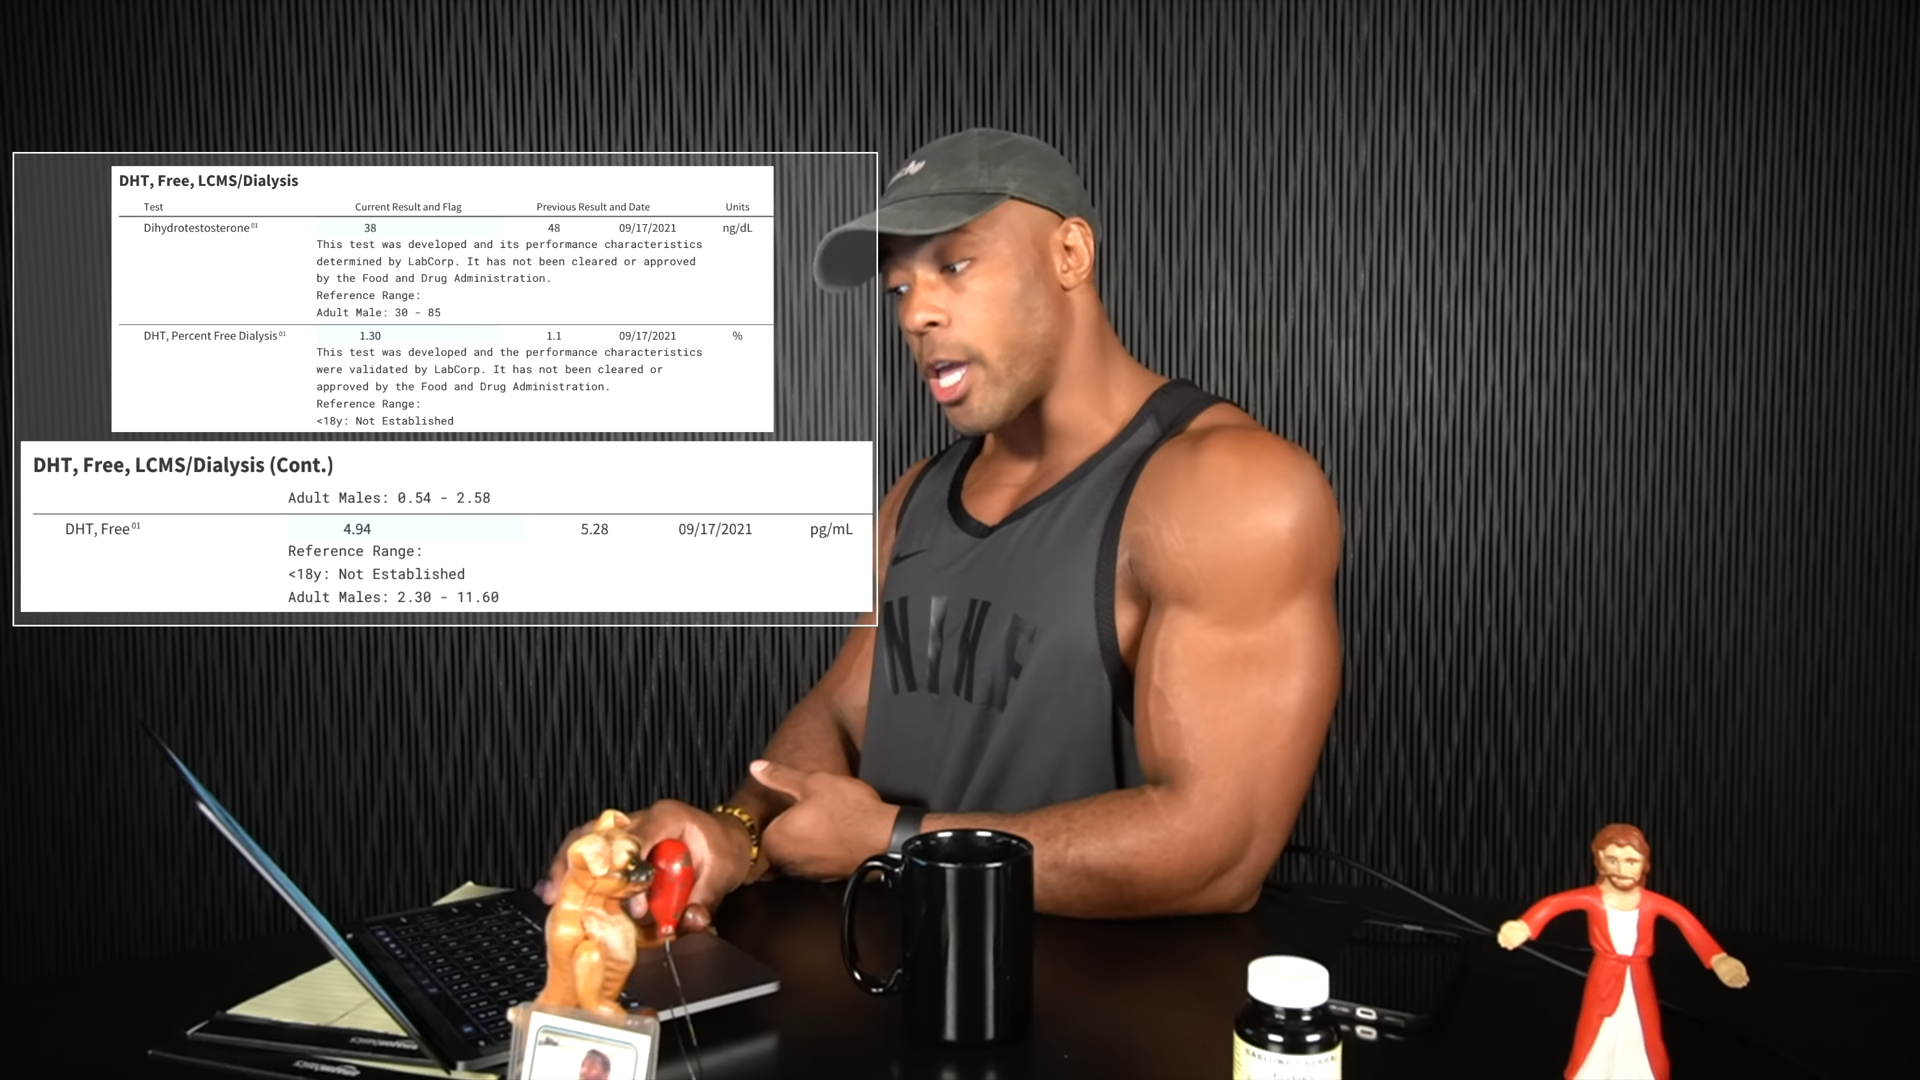 DHT, Free, LCMS/Dialysis
Test Current Result and Flag Previous Result and Date Units
Dihydrotestosterone 01 38 48 09/17/2021 ng/dL
This test was developed and its performance characteristics
determined by LabCorp. It has not been cleared or approved
by the Food and Drug Administration.
Reference Range:
Adult Male: 30 - 85
DHT, Percent Free Dialysis 01 1.30 1.1 09/17/2021 %
This test was developed and the performance characteristics
were validated by LabCorp. It has not been cleared or
approved by the Food and Drug Administration.
Reference Range:
<18y: Not Established
DHT, Free, LCMS/Dialysis (Cont.)
Adult Males: 0.54 - 2.58
DHT, Free 01 4.94 5.28 09/17/2021 pg/mL
Reference Range:
<18y: Not Established
Adult Males: 2.30 - 11.60
NIKE